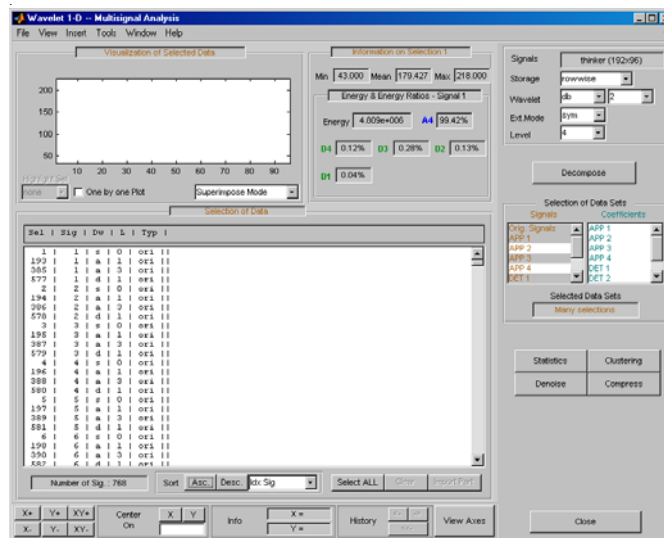 Wavelet 1-D -- Multisignal Analysis
File View Insert Tools Window Help
Visualization of Selected Data
200
150
100
50
10 20 30 40 50 60 70 80 90
Highlight Sel
none One by one Plot Superimpose Mode
Information on Selection 1
Min 43.000 Mean 179.427 Max 218.000
Energy & Energy Ratios - Signal 1
Energy 4.009e+006 A4 99.42%
D4 0.12% D3 0.28% D2 0.13%
D1 0.04%
Signals thinker (192x96)
Storage rowwise
Wavelet db 2
Ext.Mode sym
Level 4
Decompose
Selection of Data Sets
Signals Coefficients
Orig. Signals APP 1
APP 1 APP 2
APP 2 APP 3
APP 3 APP 4
APP 4 DET 1
DET 1 DET 2
Selected Data Sets
Many selections
Statistics Clustering
Denoise Compress
Close
Selection of Data
Sel | Sig | Dw | L | Typ |
1 | 1 | s | 0 | ori ||
193 | 1 | a | 1 | ori ||
385 | 1 | a | 3 | ori ||
577 | 1 | d | 1 | ori ||
2 | 2 | s | 0 | ori ||
194 | 2 | a | 1 | ori ||
386 | 2 | a | 3 | ori ||
578 | 2 | d | 1 | ori ||
3 | 3 | s | 0 | ori ||
195 | 3 | a | 1 | ori ||
387 | 3 | a | 3 | ori ||
579 | 3 | d | 1 | ori ||
4 | 4 | s | 0 | ori ||
196 | 4 | a | 1 | ori ||
388 | 4 | a | 3 | ori ||
580 | 4 | d | 1 | ori ||
5 | 5 | s | 0 | ori ||
197 | 5 | a | 1 | ori ||
389 | 5 | a | 3 | ori ||
581 | 5 | d | 1 | ori ||
6 | 6 | s | 0 | ori ||
198 | 6 | a | 1 | ori ||
390 | 6 | a | 3 | ori ||
582 | 6 | d | 1 | ori ||
Number of Sig. : 768 Sort Asc. Desc. Idx Sig Select ALL Clear Import Part
X+ Y+ XY+ Center On X Y Info X = History View Axes
X- Y- XY- Y =